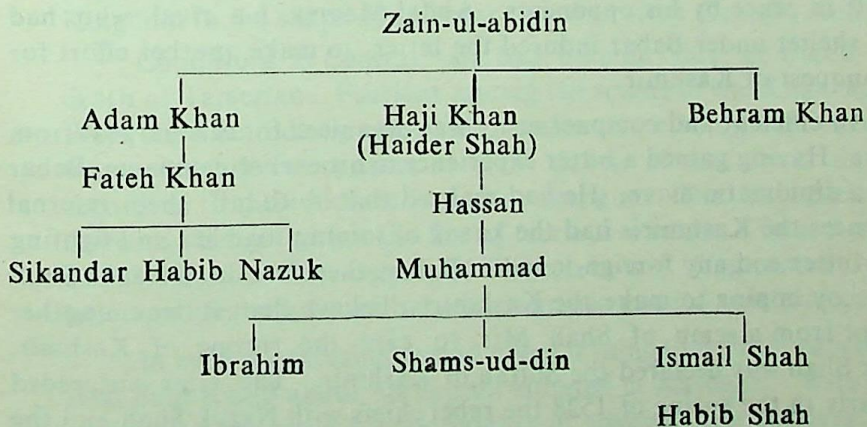 Zain-ul-abidin
Adam Khan Haji Khan Behram Khan
(Haider Shah)
Fateh Khan
Hassan
Sikandar Habib Nazuk Muhammad
Ibrahim Shams-ud-din Ismail Shah
Habib Shah